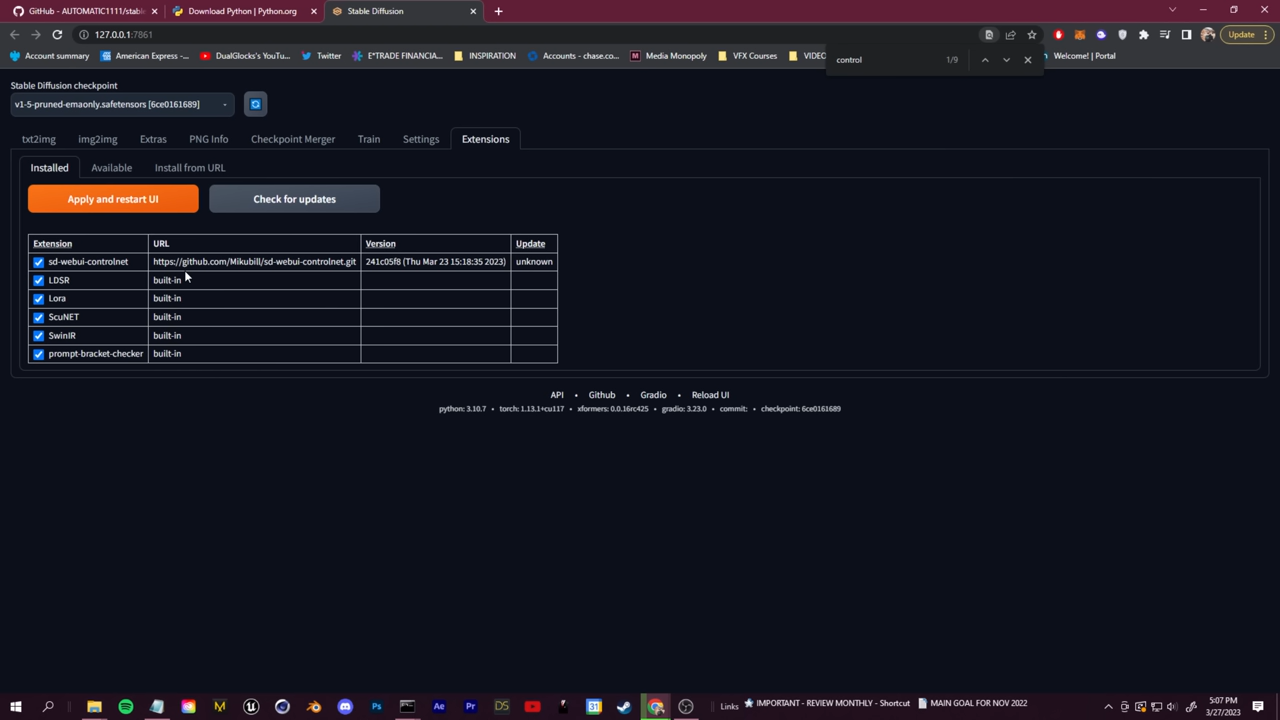 GitHub - AUTOMATIC1111/stabl
Download Python | Python.org
Stable Diffusion
127.0.0.1:7861
Update
Account summary
American Express -...
DualGlocks's YouTu...
Twitter
E*TRADE FINANCIA...
INSPIRATION
Accounts - chase.co...
Media Monopoly
VFX Courses
VIDEO
Welcome! | Portal
control
1/9
Stable Diffusion checkpoint
v1-5-pruned-emaonly.safetensors [6ce0161689]
txt2img
img2img
Extras
PNG Info
Checkpoint Merger
Train
Settings
Extensions
Installed
Available
Install from URL
Apply and restart UI
Check for updates
Extension URL Version Update
sd-webui-controlnet https://github.com/Mikubill/sd-webui-controlnet.git 241c05f8 (Thu Mar 23 15:18:35 2023) unknown
LDSR built-in
Lora built-in
ScuNET built-in
SwinIR built-in
prompt-bracket-checker built-in
API • Github • Gradio • Reload UI
python: 3.10.7 • torch: 1.13.1+cu117 • xformers: 0.0.16rc425 • gradio: 3.23.0 • commit: • checkpoint: 6ce0161689
Links
IMPORTANT - REVIEW MONTHLY - Shortcut
MAIN GOAL FOR NOV 2022
5:07 PM
3/27/2023
Ps
Ae
Pr
DS
31